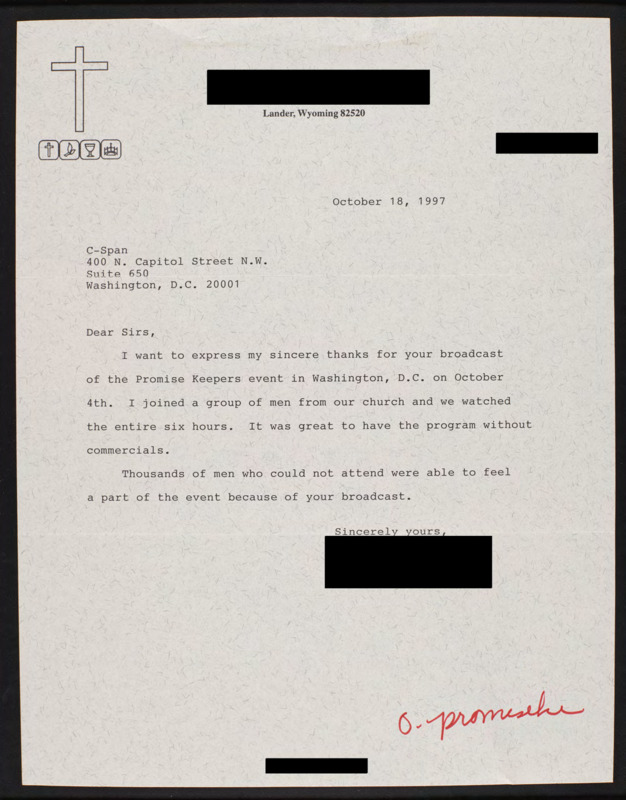 Lander, Wyoming 82520
October 18, 1997
C-Span
400 N. Capitol Street N.W.
Suite 650
Washington, D.C. 20001
Dear Sirs,
I want to express my sincere thanks for your broadcast
of the Promise Keepers event in Washington, D.C. on October
4th. I joined a group of men from our church and we watched
the entire six hours. It was great to have the program without
commercials.
Thousands of men who could not attend were able to feel
a part of the event because of your broadcast.
Sincerely yours,
O-promiseke